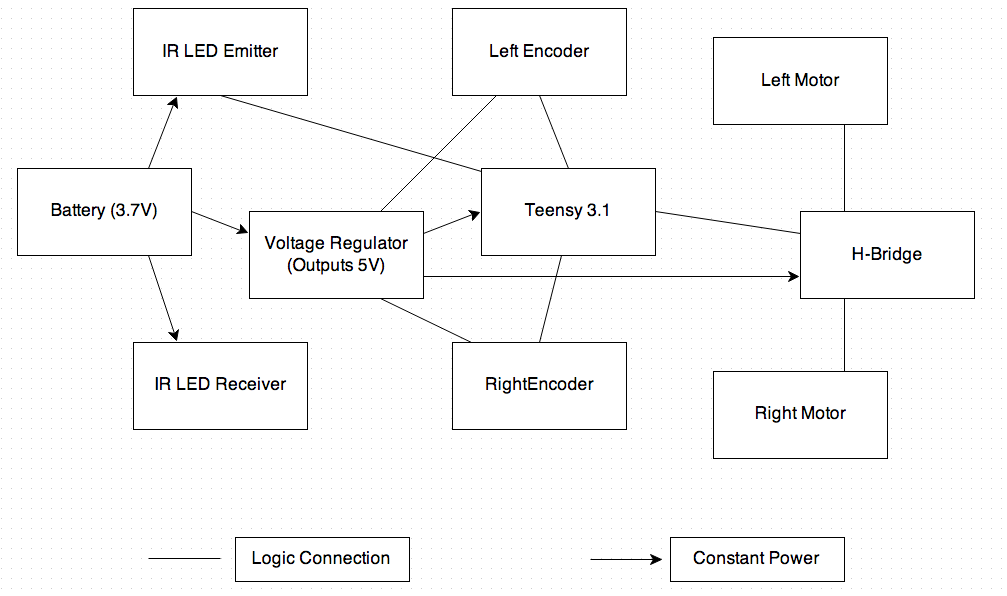 IR LED Emitter
Left Encoder
Left Motor
Battery (3.7V)
Teensy 3.1
Voltage Regulator
(Outputs 5V)
H-Bridge
IR LED Receiver
RightEncoder
Right Motor
Logic Connection
Constant Power